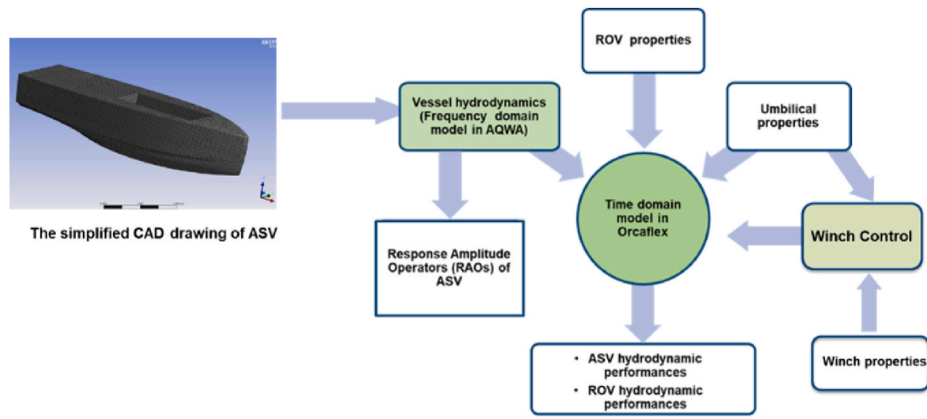 ROV properties
Vessel hydrodynamics
(Frequency domain
model in AQWA)
Umbilical
properties
Time domain
model in
Orcaflex
Winch Control
The simplified CAD drawing of ASV
Response Amplitude
Operators (RAOs) of
ASV
• ASV hydrodynamic
performances
• ROV hydrodynamic
performances
Winch properties